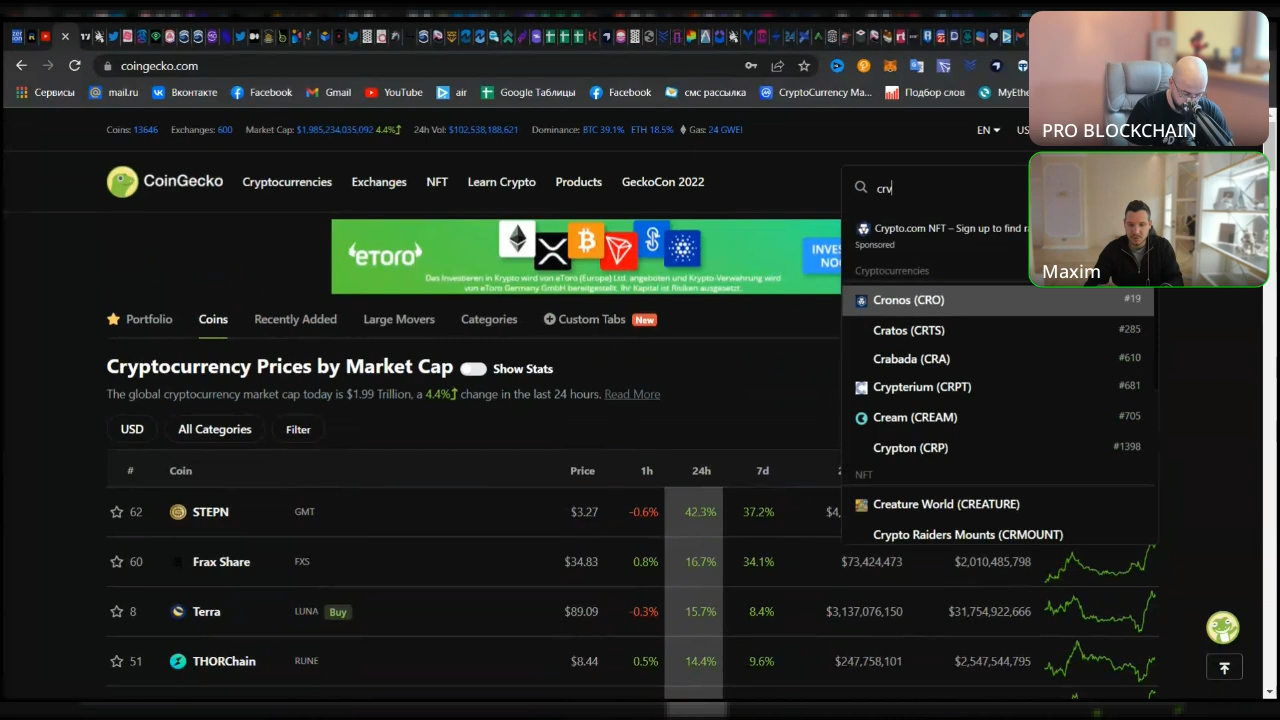 coingecko.com
Сервисы
mail.ru
Вконтакте
Facebook
Gmail
YouTube
air
Google Таблицы
Facebook
смс рассылка
CryptoCurrency Ma...
Подбор слов
MyEthe
PRO BLOCKCHAIN
Maxim
Coins: 13646
Exchanges: 600
Market Cap: $1,985,234,035,092 4.4%
24h Vol: $102,538,188,621
Dominance: BTC 39.1% ETH 18.5%
Gas: 24 GWEI
EN
US
CoinGecko
Cryptocurrencies
Exchanges
NFT
Learn Crypto
Products
GeckoCon 2022
crv
Crypto.com NFT – Sign up to find ra
Sponsored
Cryptocurrencies
Cronos (CRO) #19
Cratos (CRTS) #285
Crabada (CRA) #610
Crypterium (CRPT) #681
Cream (CREAM) #705
Crypton (CRP) #1398
NFT
Creature World (CREATURE)
Crypto Raiders Mounts (CRMOUNT)
eToro
INVES
NO
Das Investieren in Krypto wird von eToro (Europe) Ltd. angeboten und Krypto-Verwahrung wird
von eToro Germany GmbH bereitgestellt. Ihr Kapital ist Risiken ausgesetzt.
Portfolio
Coins
Recently Added
Large Movers
Categories
Custom Tabs New
Cryptocurrency Prices by Market Cap
Show Stats
The global cryptocurrency market cap today is $1.99 Trillion, a 4.4% change in the last 24 hours. Read More
USD
All Categories
Filter
# Coin Price 1h 24h 7d
62 STEPN GMT $3.27 -0.6% 42.3% 37.2% $4,
60 Frax Share FXS $34.83 0.8% 16.7% 34.1% $73,424,473 $2,010,485,798
8 Terra LUNA Buy $89.09 -0.3% 15.7% 8.4% $3,137,076,150 $31,754,922,666
51 THORChain RUNE $8.44 0.5% 14.4% 9.6% $247,758,101 $2,547,544,795